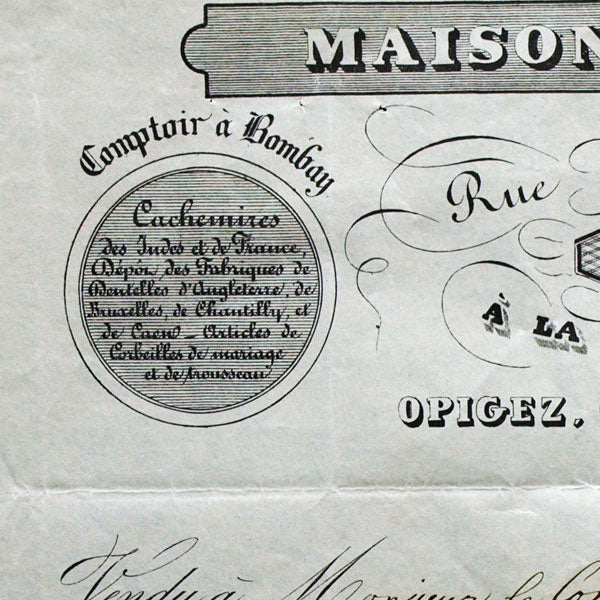 MAISON
Comptoir à Bombay
Cachemires
des Indes et de France,
Dépôt des Fabriques de
Dentelles d'Angleterre, de
Bruxelles, de Chantilly, et
de Caen _ Articles de
Corbeilles de mariage
et de trousseau
Rue
À LA
OPIGEZ,
Vendu à Monsieur le